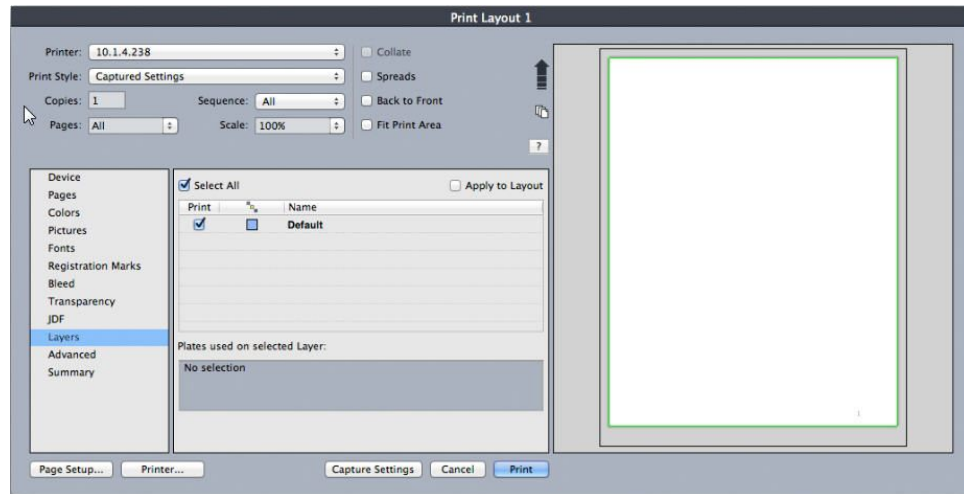 Print Layout 1
Printer: 10.1.4.238
Collate
Print Style: Captured Settings
Spreads
Copies: 1 Sequence: All
Back to Front
Pages: All Scale: 100%
Fit Print Area
?
Device
Pages
Colors
Pictures
Fonts
Registration Marks
Bleed
Transparency
JDF
Layers
Advanced
Summary
Select All Apply to Layout
Print Name
Default
Plates used on selected Layer:
No selection
1
Page Setup... Printer... Capture Settings Cancel Print